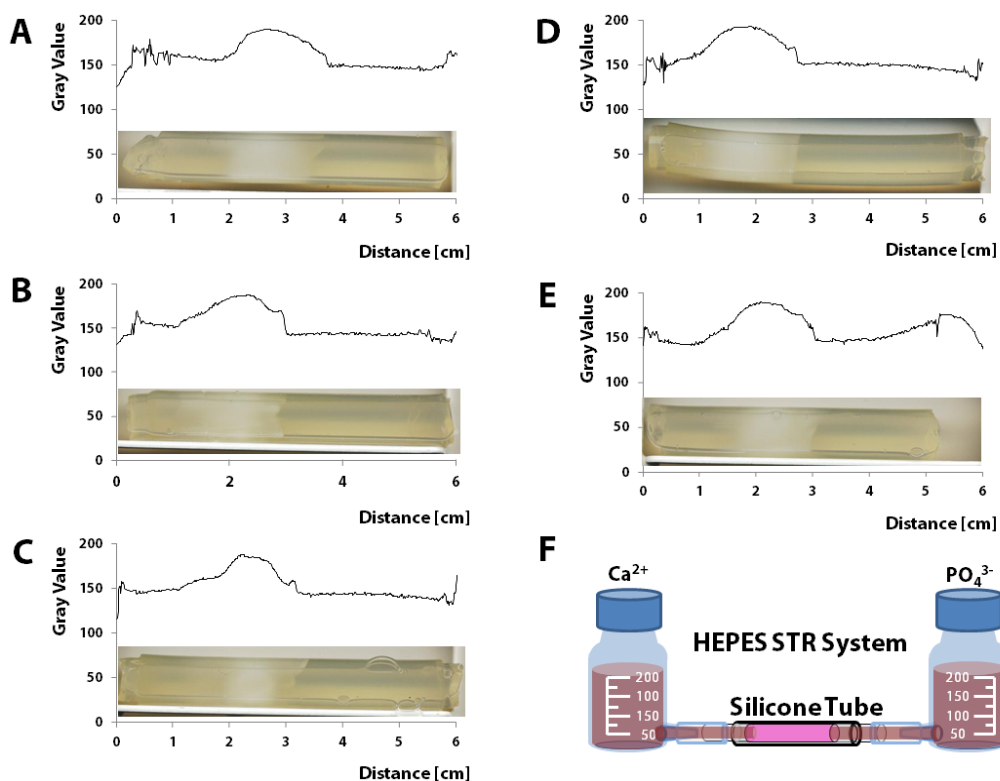 A
Gray Value
200
150
100
50
0
0 1 2 3 4 5 6
Distance [cm]
B
Gray Value
200
150
100
50
0
0 1 2 4 6
Distance [cm]
C
Gray Value
200
150
100
50
0
0 1 2 3 4 5 6
Distance [cm]
D
Gray Value
200
150
100
50
0
0 1 2 3 4 5 6
Distance [cm]
E
Gray Value
200
150
100
50
0
0 1 2 3 4 5 6
Distance [cm]
F
Ca²⁺
PO₄³⁻
HEPES STR System
Silicone Tube
200
150
100
50
200
150
100
50